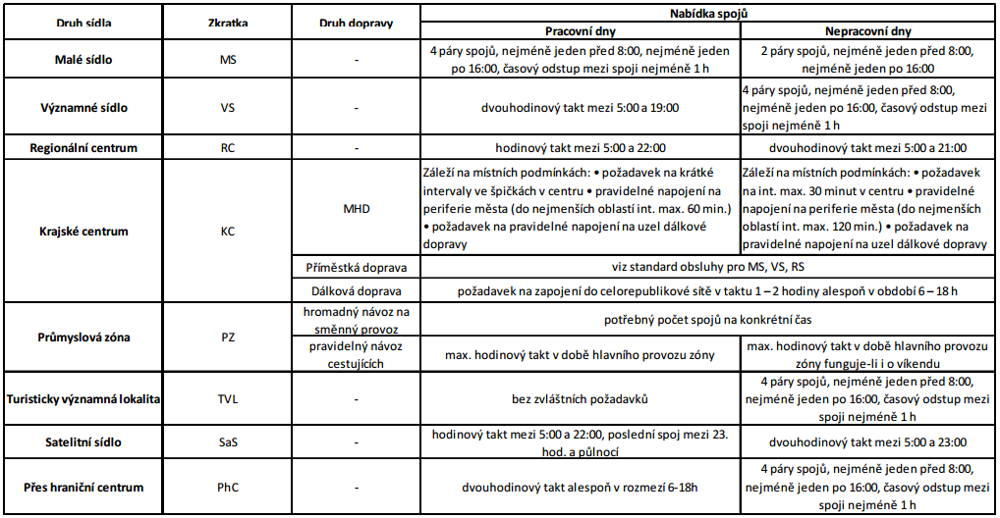 Druh sídla
Zkratka
Druh dopravy
Nabídka spojů
Pracovní dny
Nepracovní dny
Malé sídlo
MS
-
4 páry spojů, nejméně jeden před 8:00, nejméně jeden
po 16:00, časový odstup mezi spoji nejméně 1 h
2 páry spojů, nejméně jeden před 8:00,
nejméně jeden po 16:00
Významné sídlo
VS
-
dvouhodinový takt mezi 5:00 a 19:00
4 páry spojů, nejméně jeden před 8:00,
nejméně jeden po 16:00, časový odstup mezi
spoji nejméně 1 h
Regionální centrum
RC
-
hodinový takt mezi 5:00 a 22:00
dvouhodinový takt mezi 5:00 a 21:00
Krajské centrum
KC
MHD
Záleží na místních podmínkách: • požadavek na krátké
intervaly ve špičkách v centru • pravidelné napojení na
periferie města (do nejmenších oblastí int. max. 60 min.)
• požadavek na pravidelné napojení na uzel dálkové
dopravy
Záleží na místních podmínkách: • požadavek
na int. max. 30 minut v centru • pravidelné
napojení na periferie města (do nejmenších
oblastí int. max. 120 min.) • požadavek na
pravidelné napojení na uzel dálkové dopravy
Příměstká doprava
viz standard obsluhy pro MS, VS, RS
Dálková doprava
požadavek na zapojení do celorepublikové sítě v taktu 1 – 2 hodiny alespoň v období 6 – 18 h
Průmyslová zóna
PZ
hromadný návoz na
směnný provoz
potřebný počet spojů na konkrétní čas
pravidelný návoz
cestujících
max. hodinový takt v době hlavního provozu zóny
max. hodinový takt v době hlavního provozu
zóny funguje-li i o víkendu
Turisticky významná lokalita
TVL
-
bez zvláštních požadavků
4 páry spojů, nejméně jeden před 8:00,
nejméně jeden po 16:00, časový odstup mezi
spoji nejméně 1 h
Satelitní sídlo
SaS
-
hodinový takt mezi 5:00 a 22:00, poslední spoj mezi 23.
hod. a půlnocí
dvouhodinový takt mezi 5:00 a 23:00
Přes hraniční centrum
PhC
-
dvouhodinový takt alespoň v rozmezí 6-18h
4 páry spojů, nejméně jeden před 8:00,
nejméně jeden po 16:00, časový odstup mezi
spoji nejméně 1 h